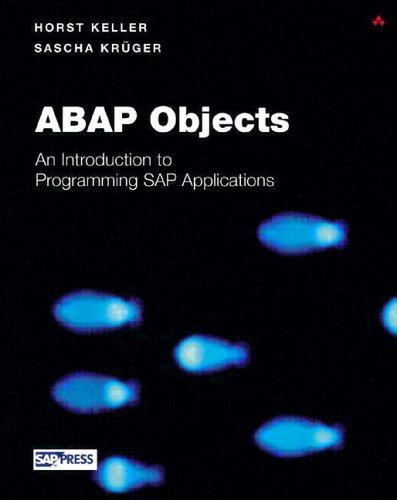 HORST KELLER
SASCHA KRÜGER
ABAP Objects
An Introduction to
Programming SAP Applications
SAP PRESS